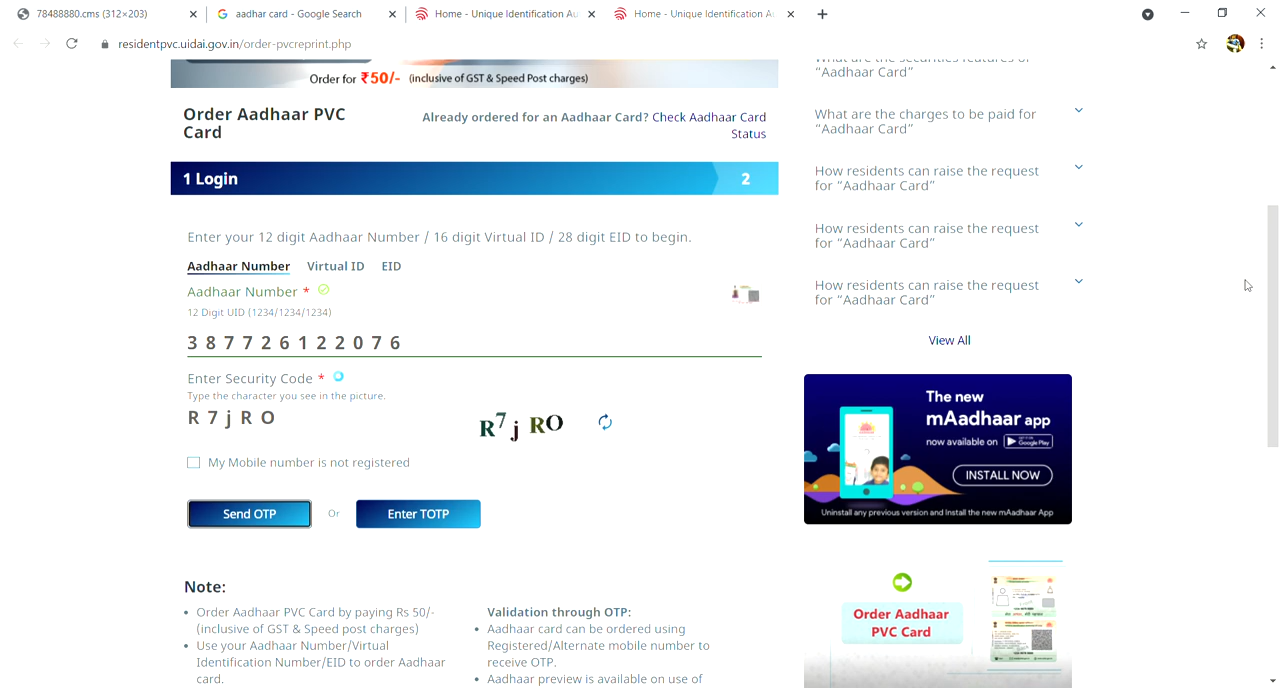 78488880.cms (312×203)
aadhar card - Google Search
Home - Unique Identification Au
Home - Unique Identification A
residentpvc.uidai.gov.in/order-pvcreprint.php
Order for ₹50/- (inclusive of GST & Speed Post charges)
Order Aadhaar PVC
Card
Already ordered for an Aadhaar Card? Check Aadhaar Card
Status
1 Login
2
Enter your 12 digit Aadhaar Number / 16 digit Virtual ID / 28 digit EID to begin.
Aadhaar Number Virtual ID EID
Aadhaar Number *
12 Digit UID (1234/1234/1234)
3 8 7 7 2 6 1 2 2 0 7 6
Enter Security Code *
Type the character you see in the picture.
R 7 j R O
R 7 j R O
My Mobile number is not registered
Send OTP
Or
Enter TOTP
Note:
• Order Aadhaar PVC Card by paying Rs 50/-
(inclusive of GST & Speed post charges)
• Use your Aadhaar Number/Virtual
Identification Number/EID to order Aadhaar
card.
Validation through OTP:
• Aadhaar card can be ordered using
Registered/Alternate mobile number to
receive OTP.
• Aadhaar preview is available on use of
What are the securities features of
“Aadhaar Card”
What are the charges to be paid for
“Aadhaar Card”
How residents can raise the request
for “Aadhaar Card”
How residents can raise the request
for “Aadhaar Card”
How residents can raise the request
for “Aadhaar Card”
View All
The new
mAadhaar app
now available on
Google Play
INSTALL NOW
Uninstall any previous version and Install the new mAadhaar App
Order Aadhaar
PVC Card